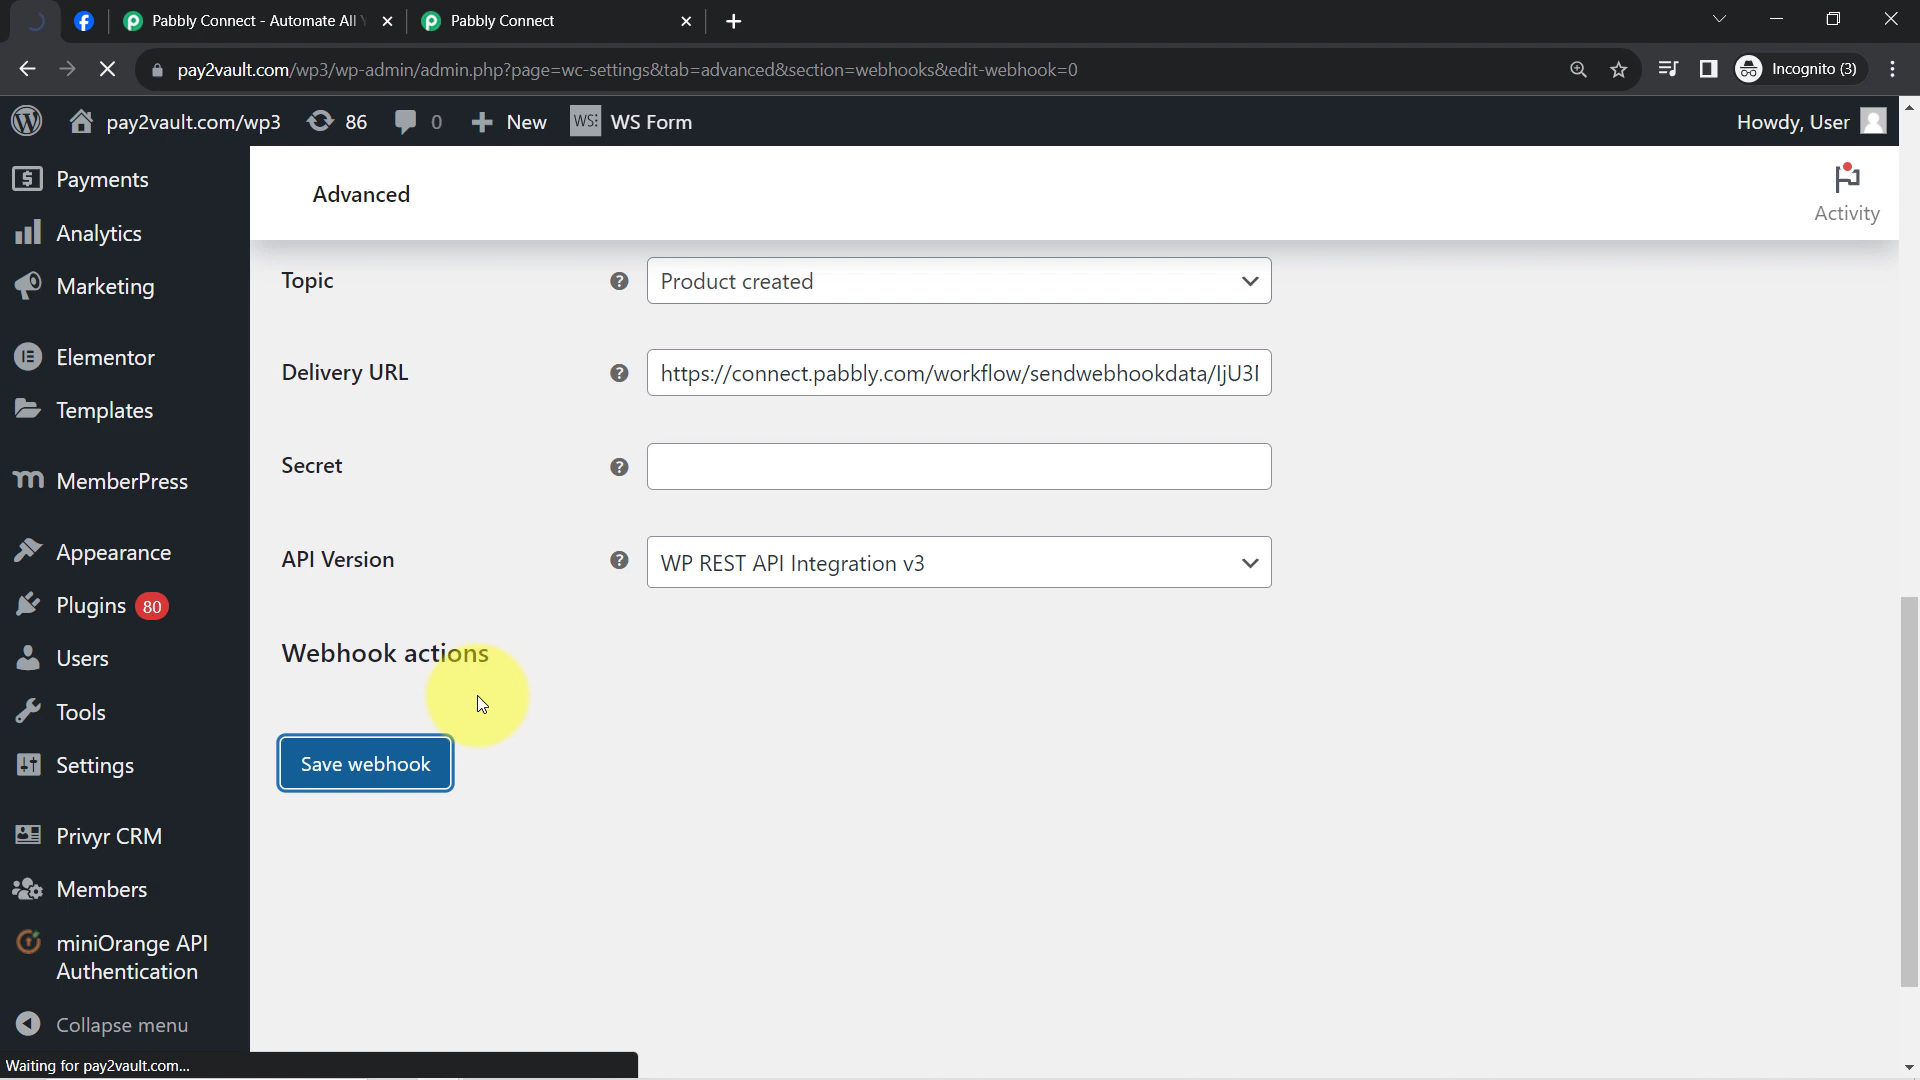 Pabbly Connect - Automate All
Pabbly Connect
pay2vault.com/wp3/wp-admin/admin.php?page=wc-settings&tab=advanced&section=webhooks&edit-webhook=0
Incognito (3)
pay2vault.com/wp3
86
0
New
WS Form
Howdy, User
Payments
Analytics
Marketing
Elementor
Templates
MemberPress
Appearance
Plugins 80
Users
Tools
Settings
Privyr CRM
Members
miniOrange API
Authentication
Collapse menu
Advanced
Activity
Topic
Product created
Delivery URL
https://connect.pabbly.com/workflow/sendwebhookdata/IjU3I
Secret
API Version
WP REST API Integration v3
Webhook actions
Save webhook
Waiting for pay2vault.com...